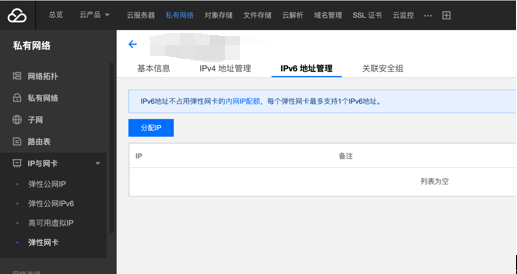 总览 云产品 云服务器 私有网络 对象存储 文件存储 云解析 域名管理 SSL 证书 云监控
私有网络
网络拓扑
私有网络
子网
路由表
IP与网卡
弹性公网IP
弹性公网IPv6
高可用虚拟IP
弹性网卡
基本信息 IPv4 地址管理 IPv6 地址管理 关联安全组
IPv6地址不占用弹性网卡的内网IP配额，每个弹性网卡最多支持1个IPv6地址。
分配IP
IP 备注
列表为空